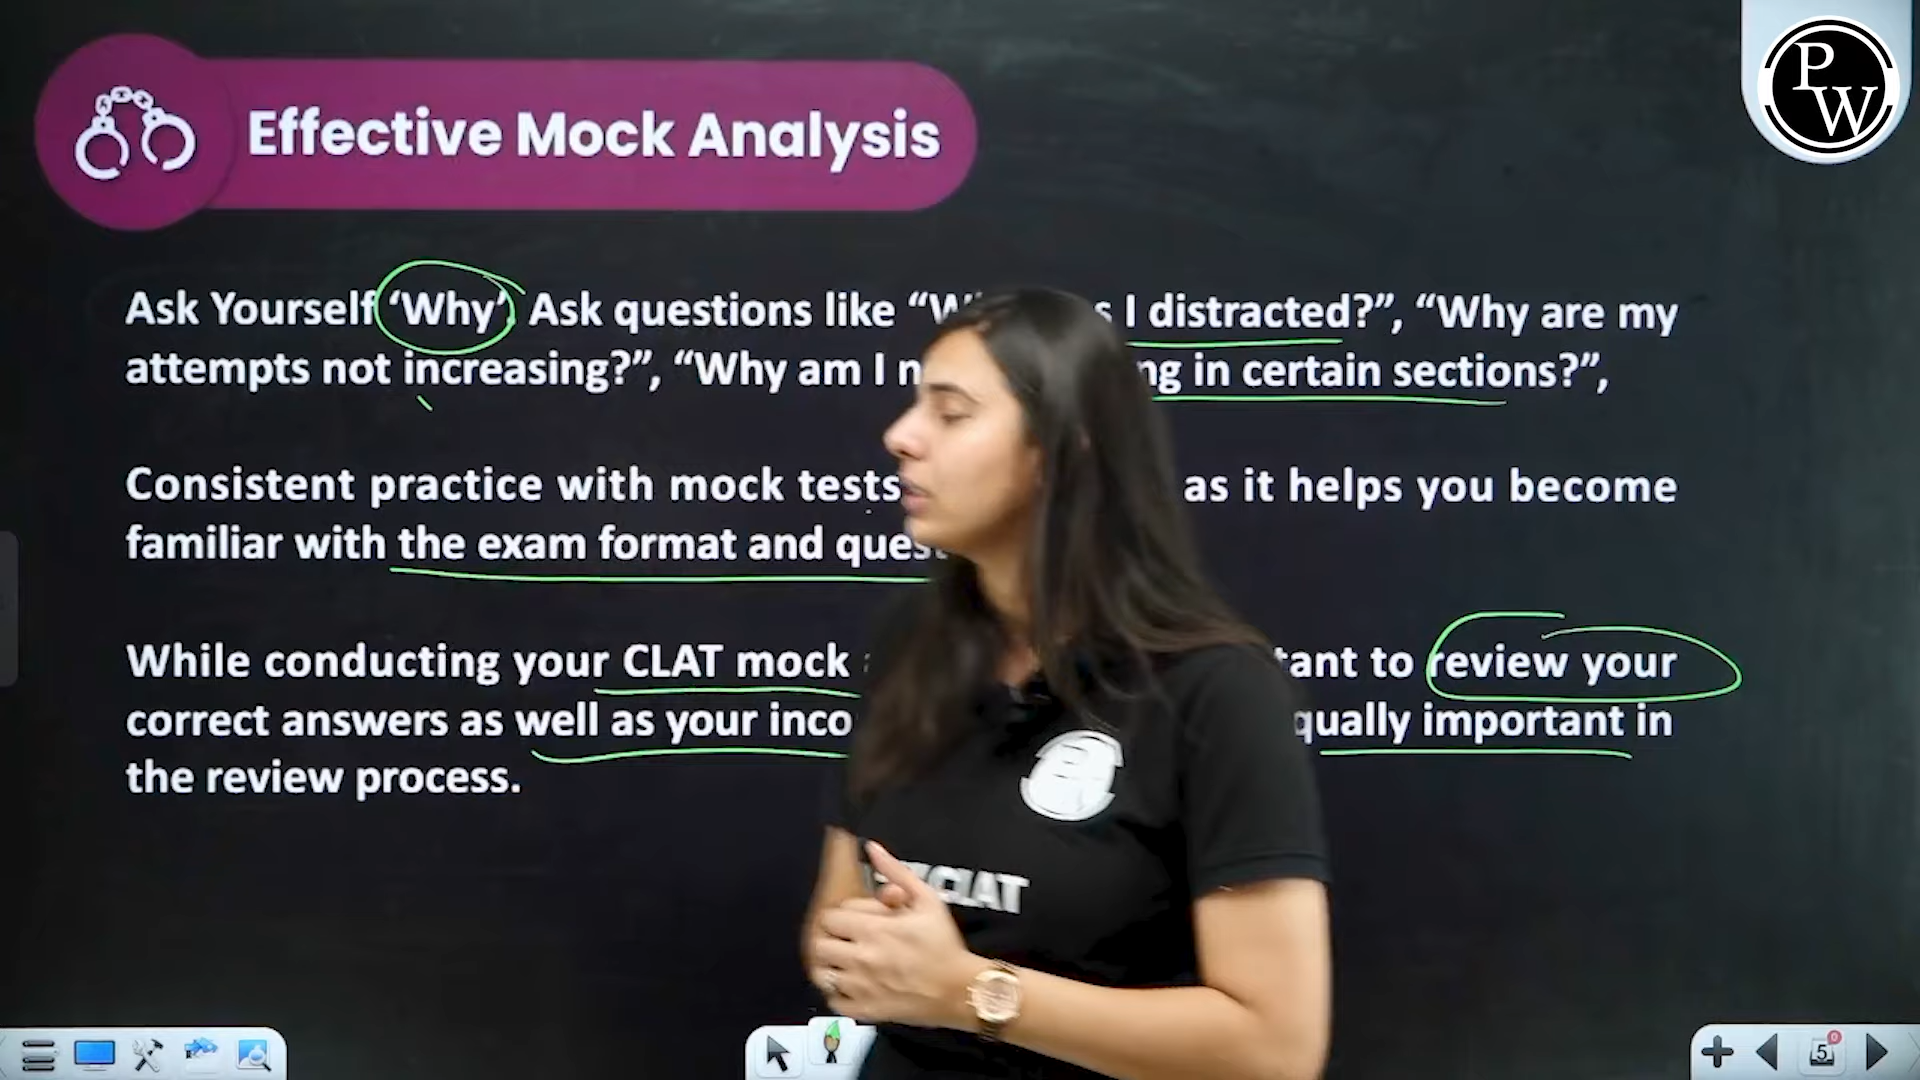 PW
Effective Mock Analysis
Ask Yourself ‘Why’. Ask questions like “W s I distracted?”, “Why are my
attempts not increasing?”, “Why am I n ng in certain sections?”,
Consistent practice with mock tests as it helps you become
familiar with the exam format and quest
While conducting your CLAT mock tant to review your
correct answers as well as your inco qually important in
the review process.
CLAT
5
0